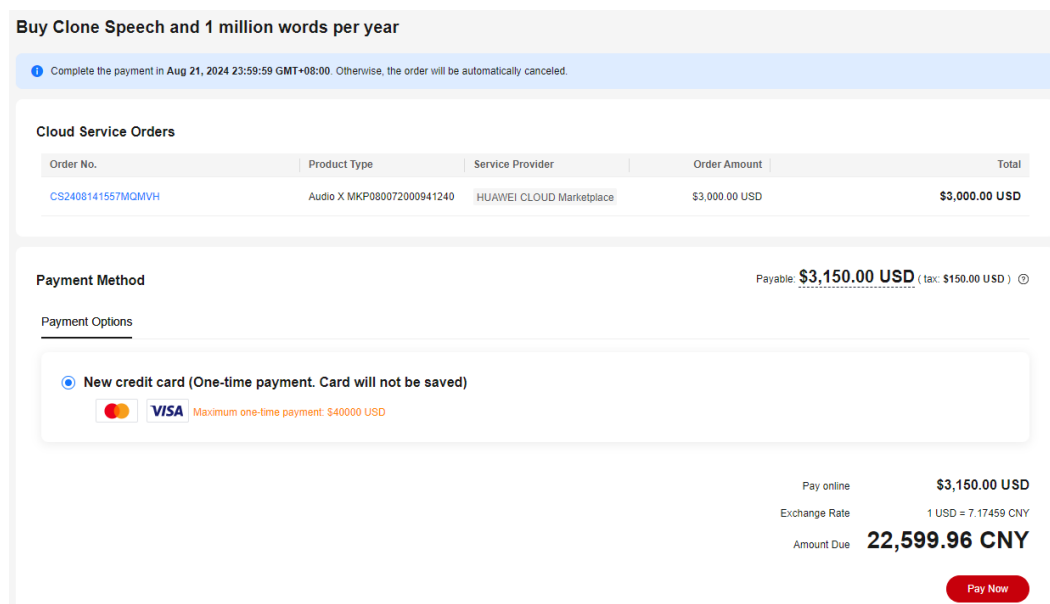 Buy Clone Speech and 1 million words per year
Complete the payment in Aug 21, 2024 23:59:59 GMT+08:00. Otherwise, the order will be automatically canceled.
Cloud Service Orders
Order No. Product Type Service Provider Order Amount Total
CS2408141557MQMVH Audio X MKP080072000941240 HUAWEI CLOUD Marketplace $3,000.00 USD $3,000.00 USD
Payment Method
Payable: $3,150.00 USD ( tax: $150.00 USD )
Payment Options
New credit card (One-time payment. Card will not be saved)
VISA Maximum one-time payment: $40000 USD
Pay online $3,150.00 USD
Exchange Rate 1 USD = 7.17459 CNY
Amount Due 22,599.96 CNY
Pay Now